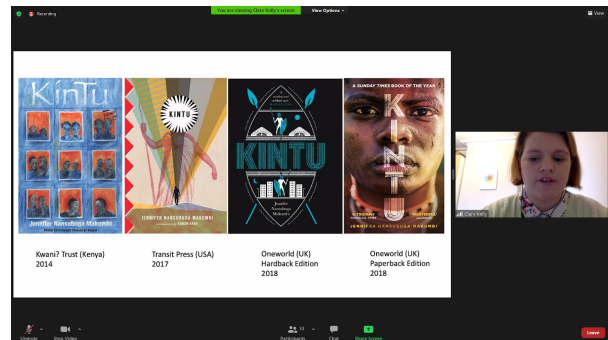 Recording
You are viewing Clare Kelly's screen
View Options
View
KinTu
Jennifer Nansubuga Makumbi
KINTU
JENNIFER NANSUBUGA MAKUMBI
KINTU
Jennifer
Nansubuga
Makumbi
A SUNDAY TIMES BOOK OF THE YEAR
KINTU
JENNIFER NANSUBUGA MAKUMBI
Clare Kelly
Kwani? Trust (Kenya)
2014
Transit Press (USA)
2017
Oneworld (UK)
Hardback Edition
2018
Oneworld (UK)
Paperback Edition
2018
Unmute
Stop Video
Participants
Chat
Share Screen
Leave